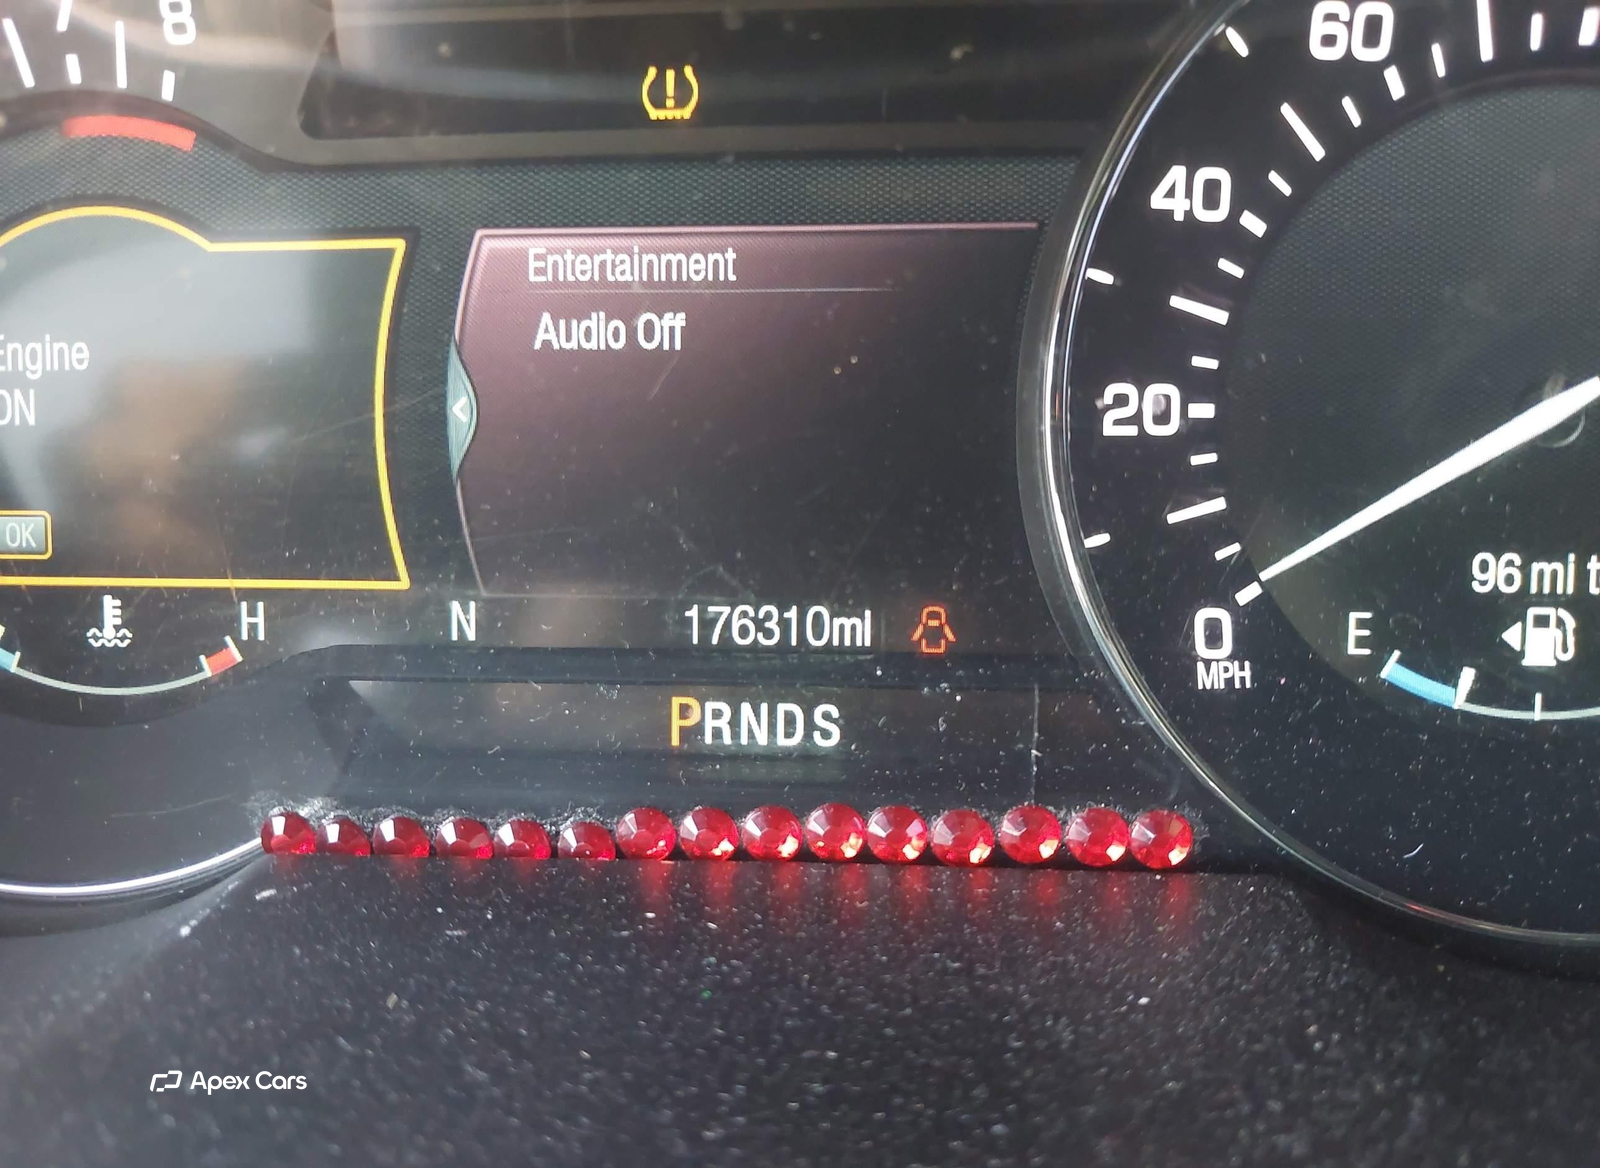 8
60
40
Entertainment
Audio Off
Engine
ON
20
OK
96 mi t
H
N
176310mi
0
MPH
E
PRNDS
Apex Cars